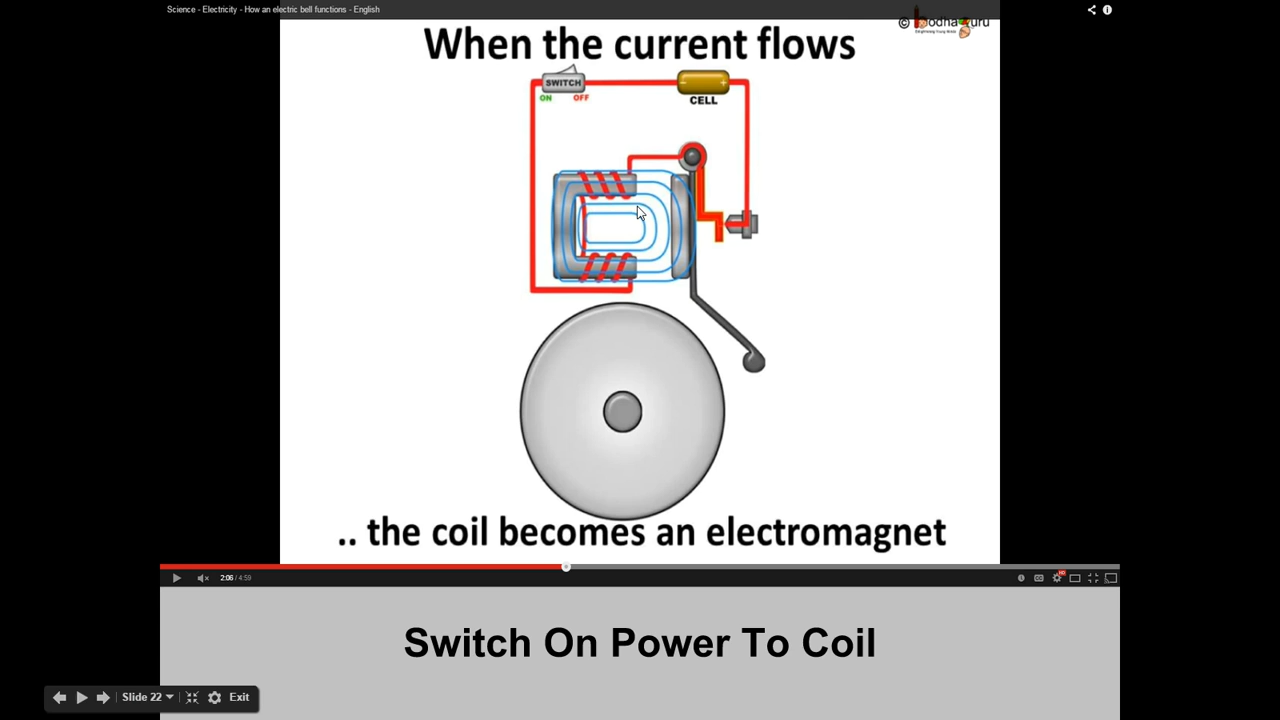 Science - Electricity - How an electric bell functions - English
When the current flows
SWITCH
ON OFF
CELL
.. the coil becomes an electromagnet
2:06 / 4:59
HD
Switch On Power To Coil
Slide 22
Exit